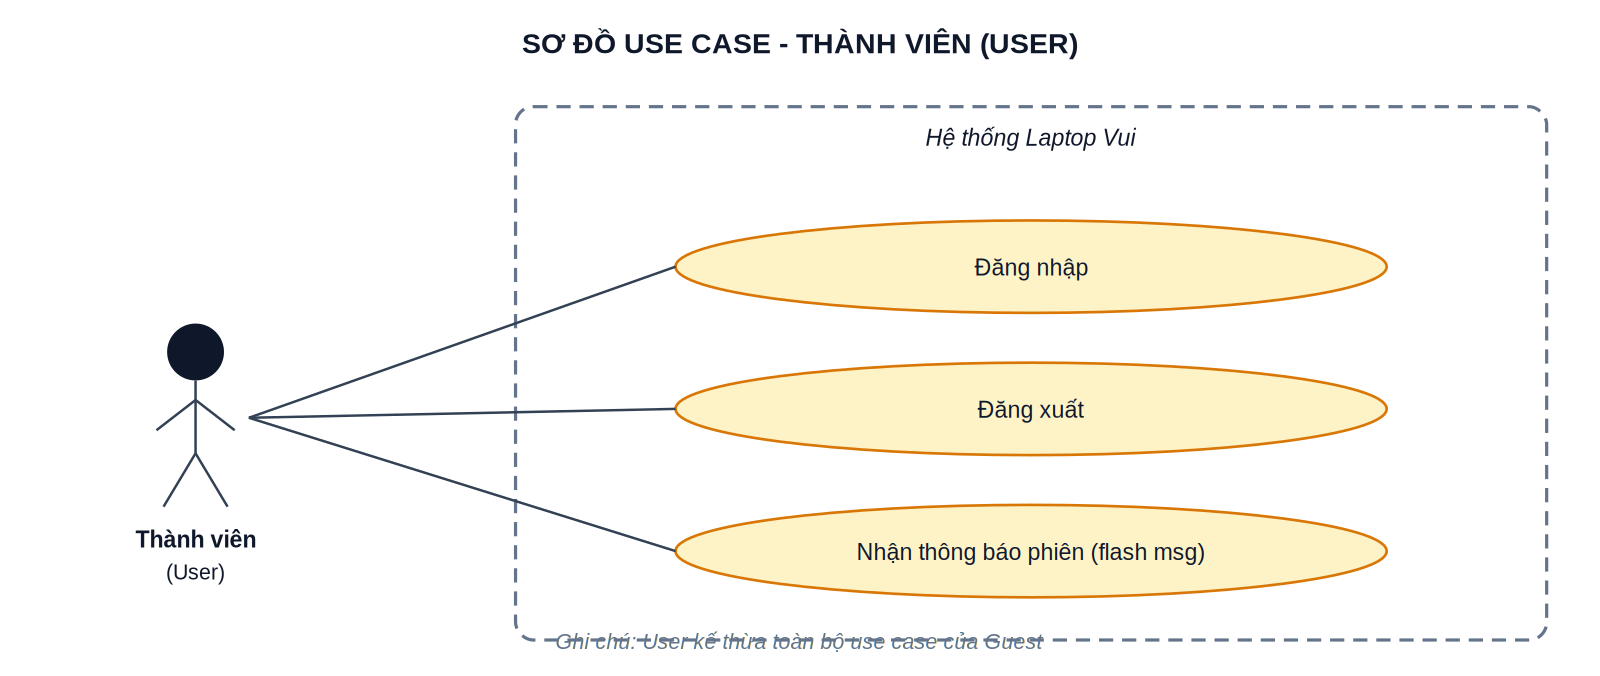 SƠ ĐỒ USE CASE - THÀNH VIÊN (USER)
Hệ thống Laptop Vui
Đăng nhập
Đăng xuất
Nhận thông báo phiên (flash msg)
Thành viên
(User)
Ghi chú: User kế thừa toàn bộ use case của Guest